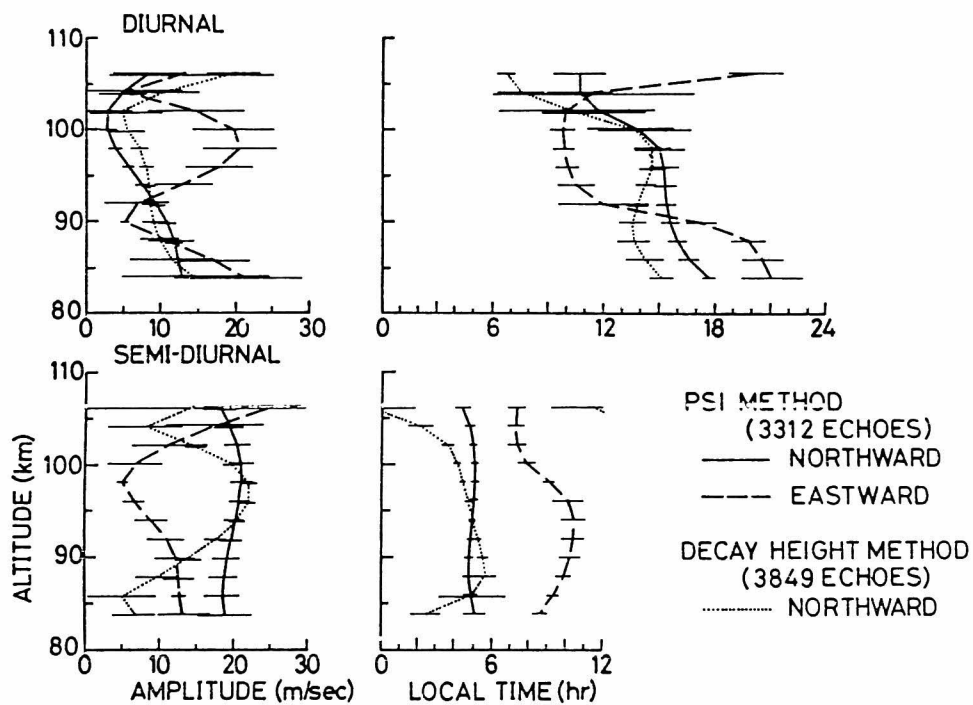 DIURNAL
110
100
90
80
0 10 20 30
0 6 12 18 24
SEMI-DIURNAL
110
100
90
80
0 10 20 30
0 6 12
ALTITUDE (km)
AMPLITUDE (m/sec)
LOCAL TIME (hr)
PSI METHOD
(3312 ECHOES)
NORTHWARD
EASTWARD
DECAY HEIGHT METHOD
(3849 ECHOES)
NORTHWARD